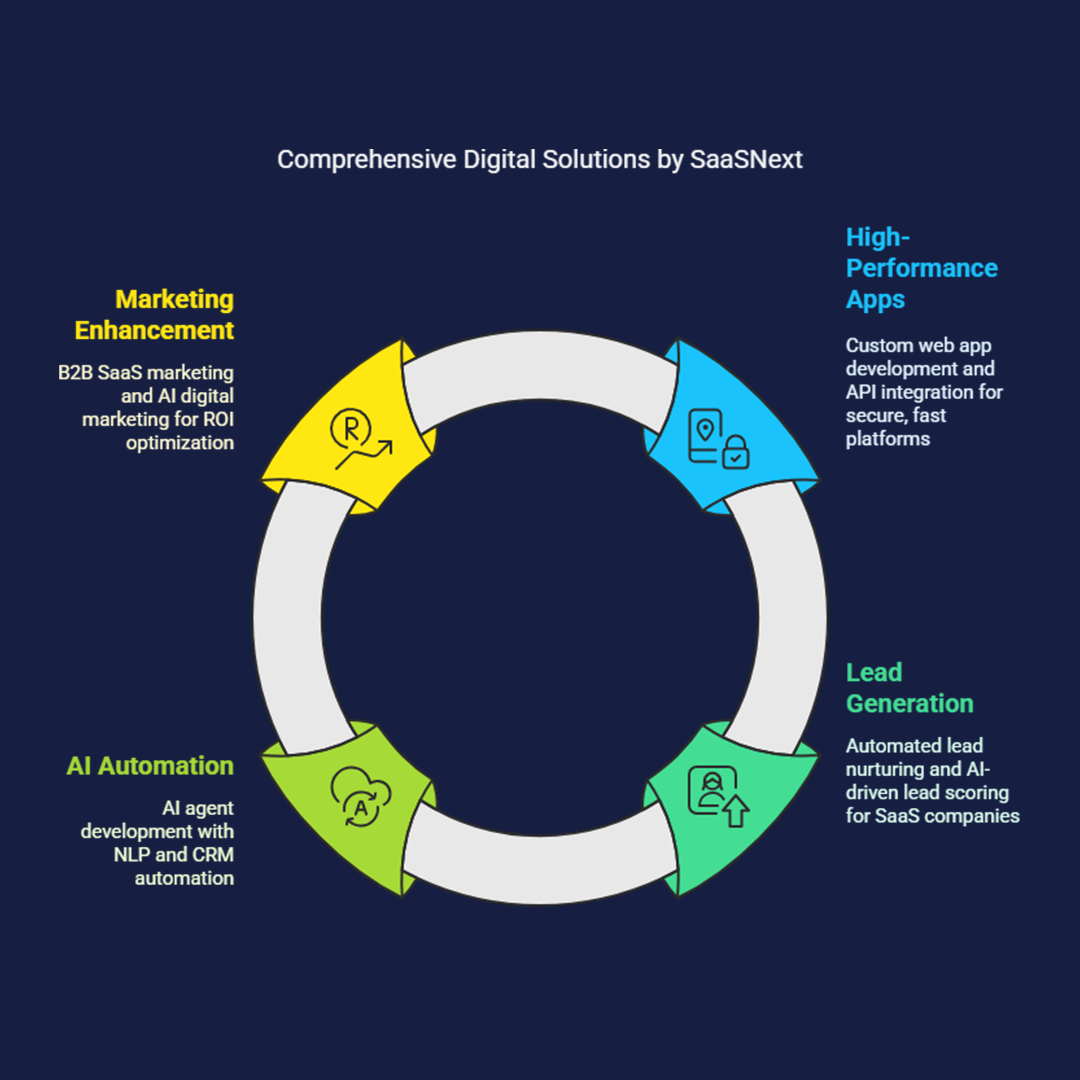 Comprehensive Digital Solutions by SaaSNext
Marketing
Enhancement
B2B SaaS marketing
and AI digital
marketing for ROI
optimization
High-
Performance
Apps
Custom web app
development and
API integration for
secure, fast
platforms
R
AI Automation
AI agent
development with
NLP and CRM
automation
A
Lead
Generation
Automated lead
nurturing and AI-
driven lead scoring
for SaaS companies